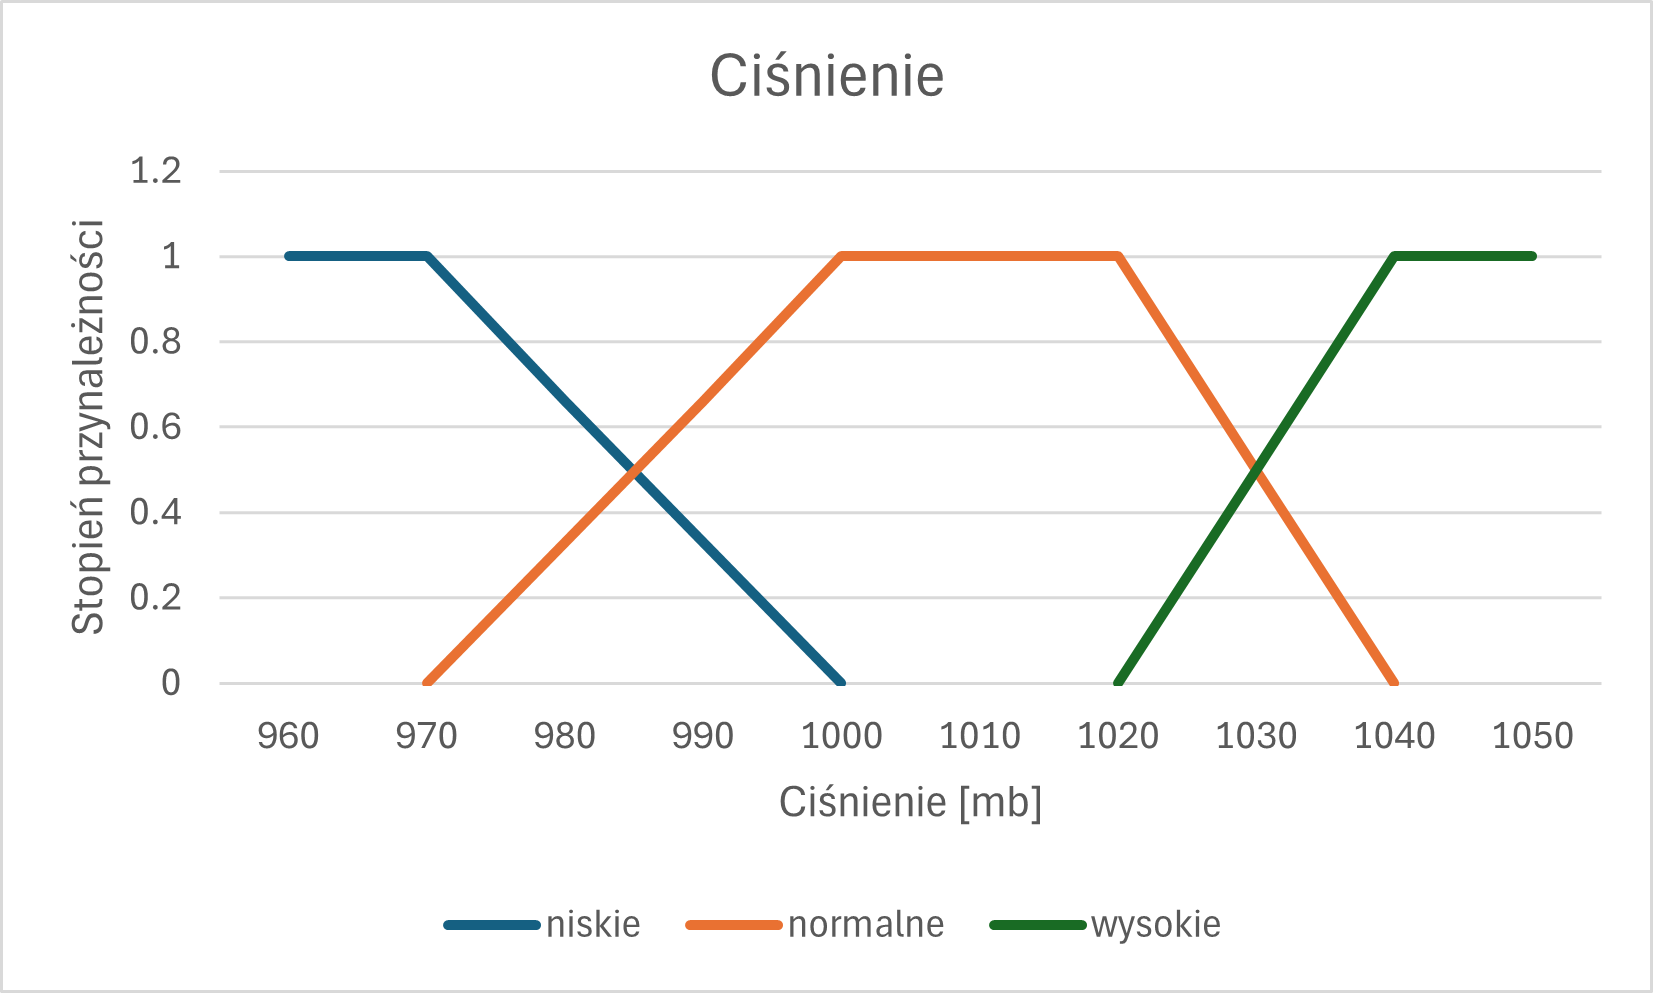 Ciśnienie
1.2
1
0.8
0.6
0.4
0.2
0
Stopień przynależności
960 970 980 990 1000 1010 1020 1030 1040 1050
Ciśnienie [mb]
niskie normalne wysokie